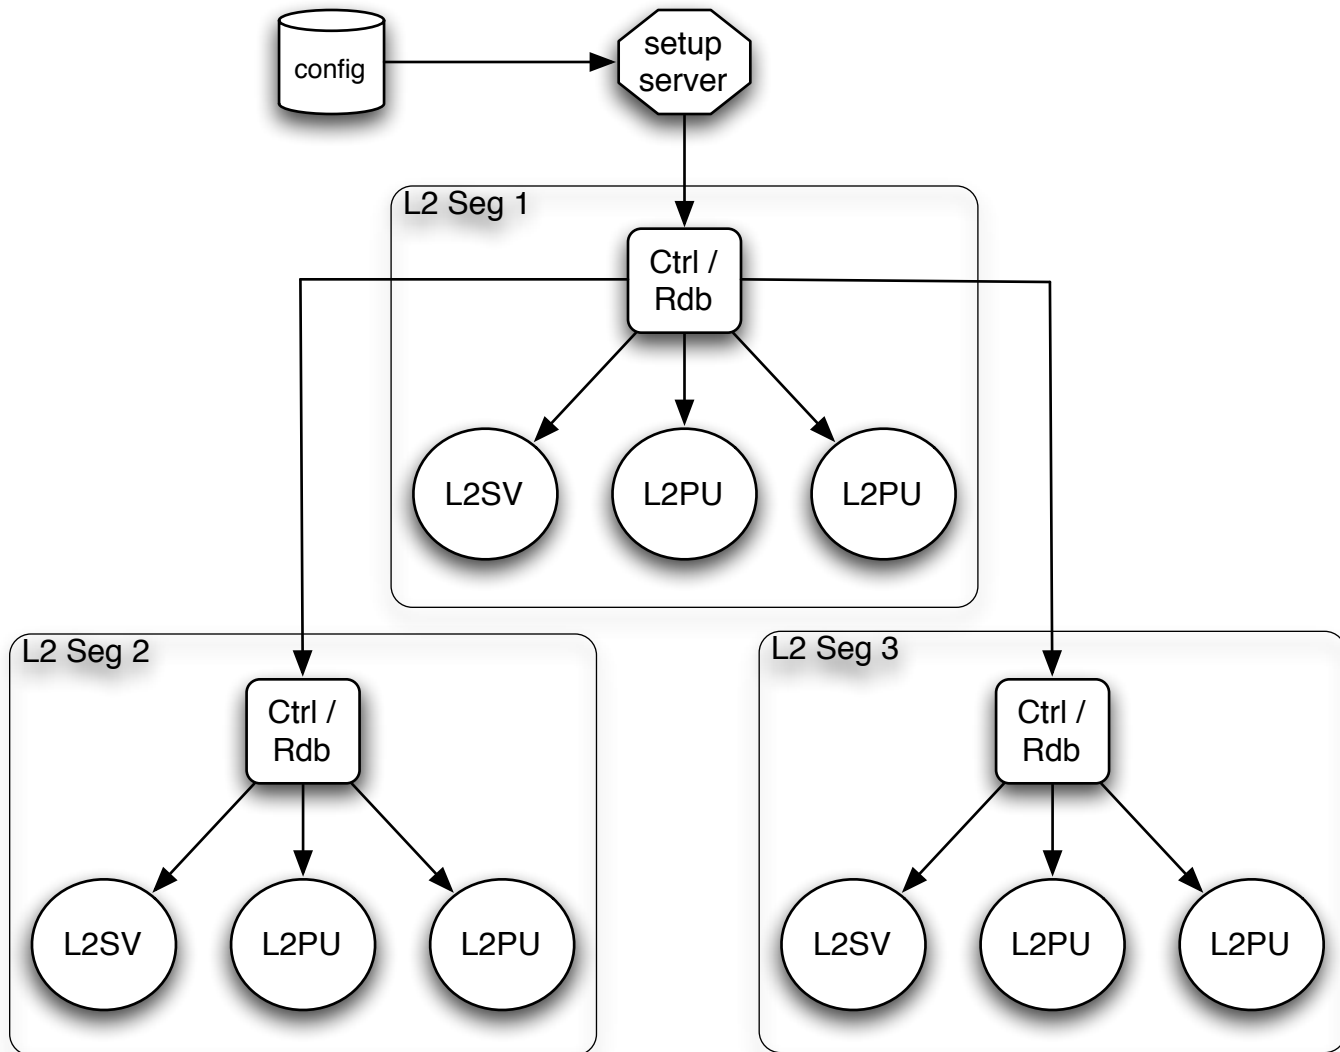 config
setup
server
L2 Seg 1
Ctrl /
Rdb
L2SV
L2PU
L2PU
L2 Seg 2
Ctrl /
Rdb
L2SV
L2PU
L2PU
L2 Seg 3
Ctrl /
Rdb
L2SV
L2PU
L2PU